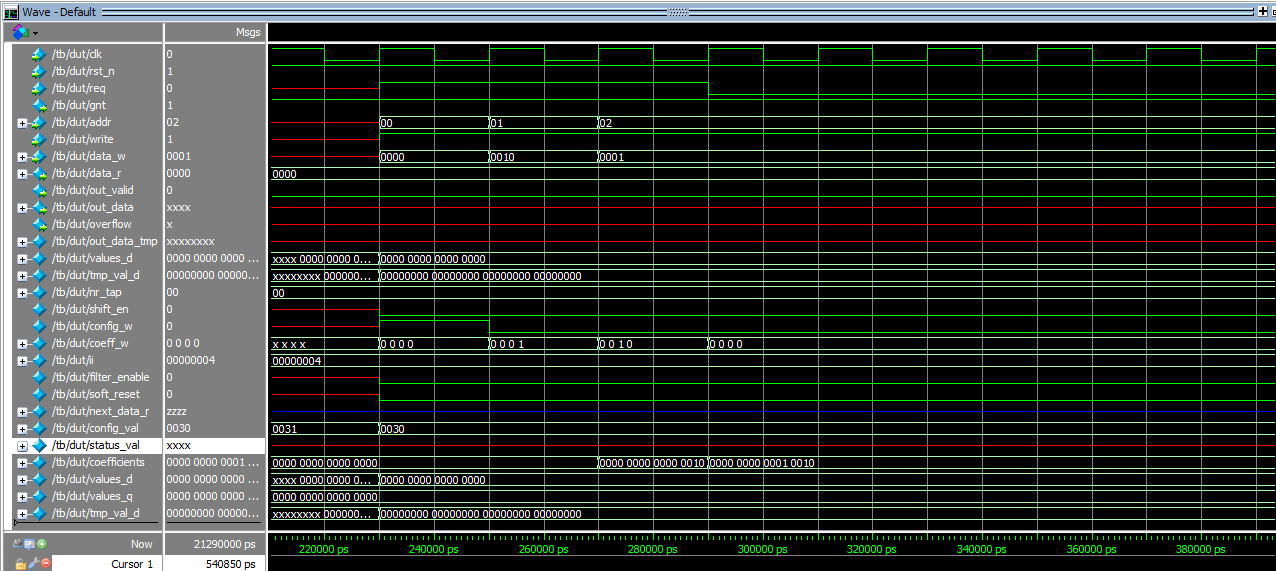 Wave - Default
Msgs
/tb/dut/clk 0
/tb/dut/rst_n 1
/tb/dut/req 0
/tb/dut/gnt 1
/tb/dut/addr 02 00 01 02
/tb/dut/write 1
/tb/dut/data_w 0001 0000 0010 0001
/tb/dut/data_r 0000 0000
/tb/dut/out_valid 0
/tb/dut/out_data xxxx
/tb/dut/overflow x
/tb/dut/out_data_tmp xxxxxxxx
/tb/dut/values_d 0000 0000 0000 ... xxxx 0000 0000 0... 0000 0000 0000 0000
/tb/dut/tmp_val_d 00000000 00000... xxxxxxxx 000000... 00000000 00000000 00000000 00000000
/tb/dut/nr_tap 00 00
/tb/dut/shift_en 0
/tb/dut/config_w 0
/tb/dut/coeff_w 0 0 0 0 x x x x 0 0 0 0 0 0 0 1 0 0 1 0 0 0 0 0
/tb/dut/ii 00000004 00000004
/tb/dut/filter_enable 0
/tb/dut/soft_reset 0
/tb/dut/next_data_r zzzz
/tb/dut/config_val 0030 0031 0030
/tb/dut/status_val xxxx
/tb/dut/coefficients 0000 0000 0001 ... 0000 0000 0000 0000 0000 0000 0000 0010 0000 0000 0001 0010
/tb/dut/values_d 0000 0000 0000 ... xxxx 0000 0000 0... 0000 0000 0000 0000
/tb/dut/values_q 0000 0000 0000 ... 0000 0000 0000 0000
/tb/dut/tmp_val_d 00000000 00000... xxxxxxxx 000000... 00000000 00000000 00000000 00000000
Now 21290000 ps 220000 ps 240000 ps 260000 ps 280000 ps 300000 ps 320000 ps 340000 ps 360000 ps 380000 ps
Cursor 1 540850 ps